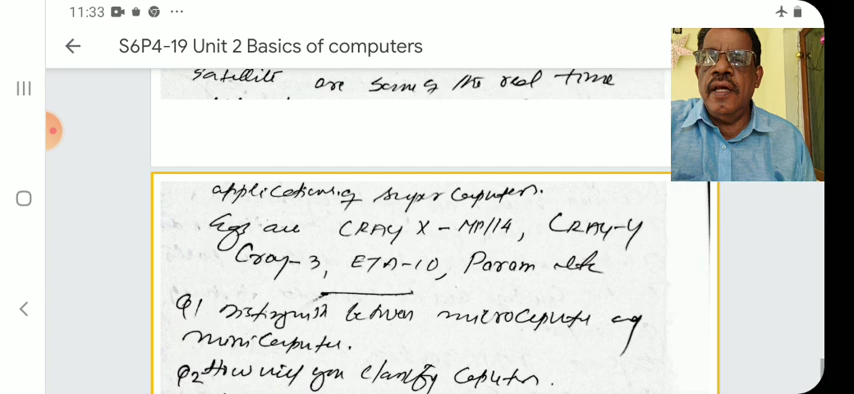 11:33
S6P4-19 Unit 2 Basics of computers
satellite are some of the real time
applications of super computers.
Egs are CRAY X - MP/14, CRAY-Y
Cray-3, ETA-10, Param etc
Q1 Distinguish between microcomputer and
minicomputer.
Q2 How will you classify computers.